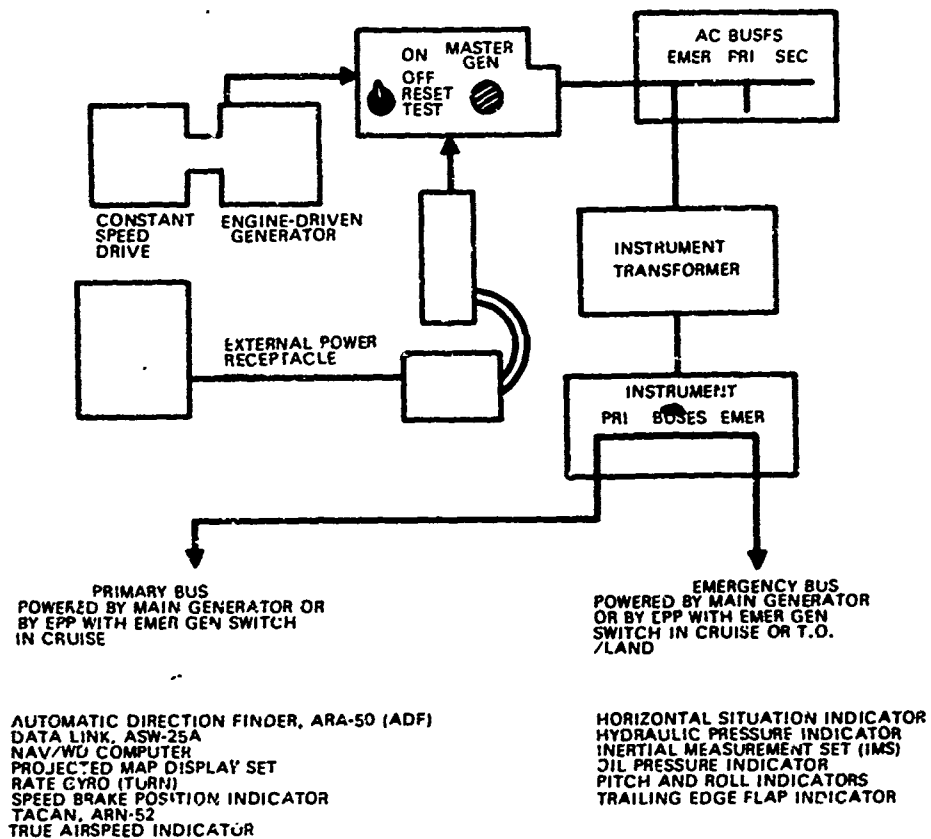 ON MASTER
GEN
OFF
RESET
TEST
AC BUSFS
EMER PRI SEC
CONSTANT
SPEED
DRIVE
ENGINE-DRIVEN
GENERATOR
INSTRUMENT
TRANSFORMER
EXTERNAL POWER
RECEPTACLE
INSTRUMENT
PRI BUSES EMER
PRIMARY BUS
POWERED BY MAIN GENERATOR OR
BY EPP WITH EMER GEN SWITCH
IN CRUISE
EMERGENCY BUS
POWERED BY MAIN GENERATOR
OR BY EPP WITH EMER GEN
SWITCH IN CRUISE OR T.O.
/LAND
AUTOMATIC DIRECTION FINDER, ARA-50 (ADF)
DATA LINK, ASW-25A
NAV/WD COMPUTER
PROJECTED MAP DISPLAY SET
RATE GYRO (TURN)
SPEED BRAKE POSITION INDICATOR
TACAN, ARN-52
TRUE AIRSPEED INDICATOR
HORIZONTAL SITUATION INDICATOR
HYDRAULIC PRESSURE INDICATOR
INERTIAL MEASUREMENT SET (IMS)
OIL PRESSURE INDICATOR
PITCH AND ROLL INDICATORS
TRAILING EDGE FLAP INDICATOR